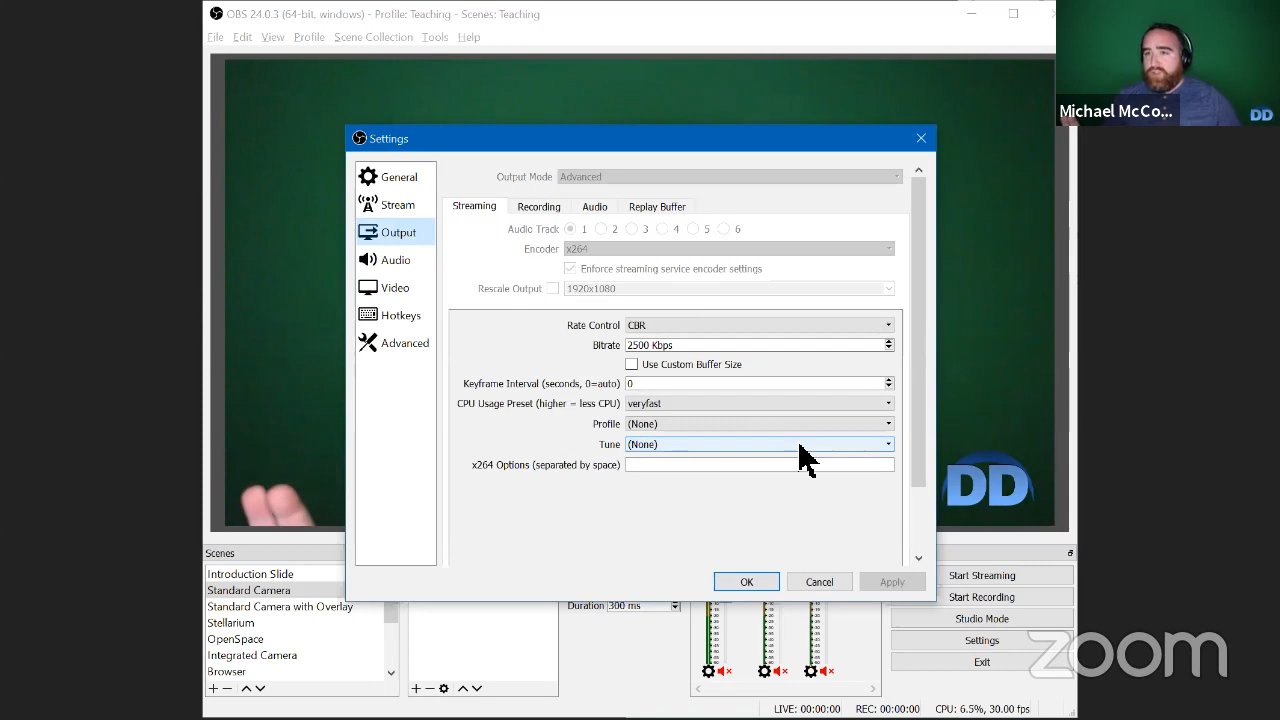 OBS 24.0.3 (64-bit, windows) - Profile: Teaching - Scenes: Teaching
File Edit View Profile Scene Collection Tools Help
Michael McCo...
DD
Settings
General
Stream
Output
Audio
Video
Hotkeys
Advanced
Output Mode Advanced
Streaming Recording Audio Replay Buffer
Audio Track 1 2 3 4 5 6
Encoder x264
Enforce streaming service encoder settings
Rescale Output 1920x1080
Rate Control CBR
Bitrate 2500 Kbps
Use Custom Buffer Size
Keyframe Interval (seconds, 0=auto) 0
CPU Usage Preset (higher = less CPU) veryfast
Profile (None)
Tune (None)
x264 Options (separated by space)
DD
OK Cancel Apply
Scenes
Introduction Slide
Standard Camera
Standard Camera with Overlay
Stellarium
OpenSpace
Integrated Camera
Browser
Duration 300 ms
Start Streaming
Start Recording
Studio Mode
Settings
Exit
zoom
LIVE: 00:00:00 REC: 00:00:00 CPU: 6.5%, 30.00 fps